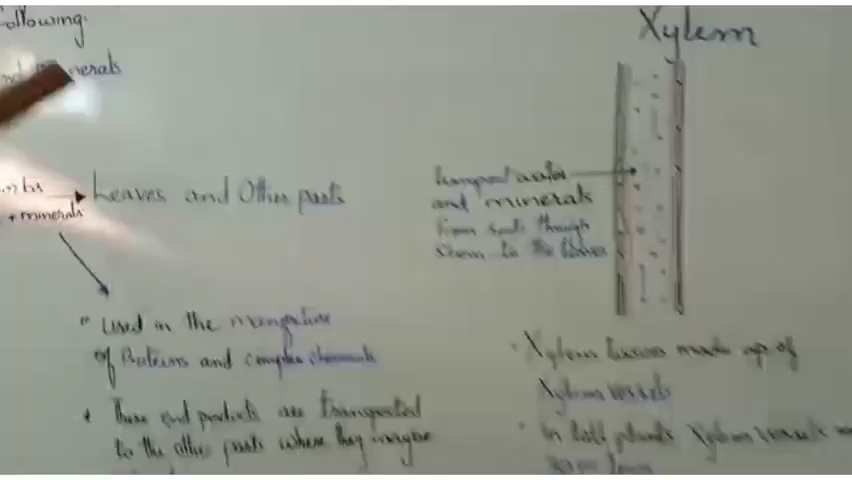 Following.
nerals
Leaves and Other parts
+ minerals
transport water
and minerals
from roots through
stem to the leaves
Xylem
" Used in the
of Proteins and complex chemicals
These end products are transported
to the other parts where they
Xylem tissues made up of
Xylem vessels
In tall plants Xylem vessels